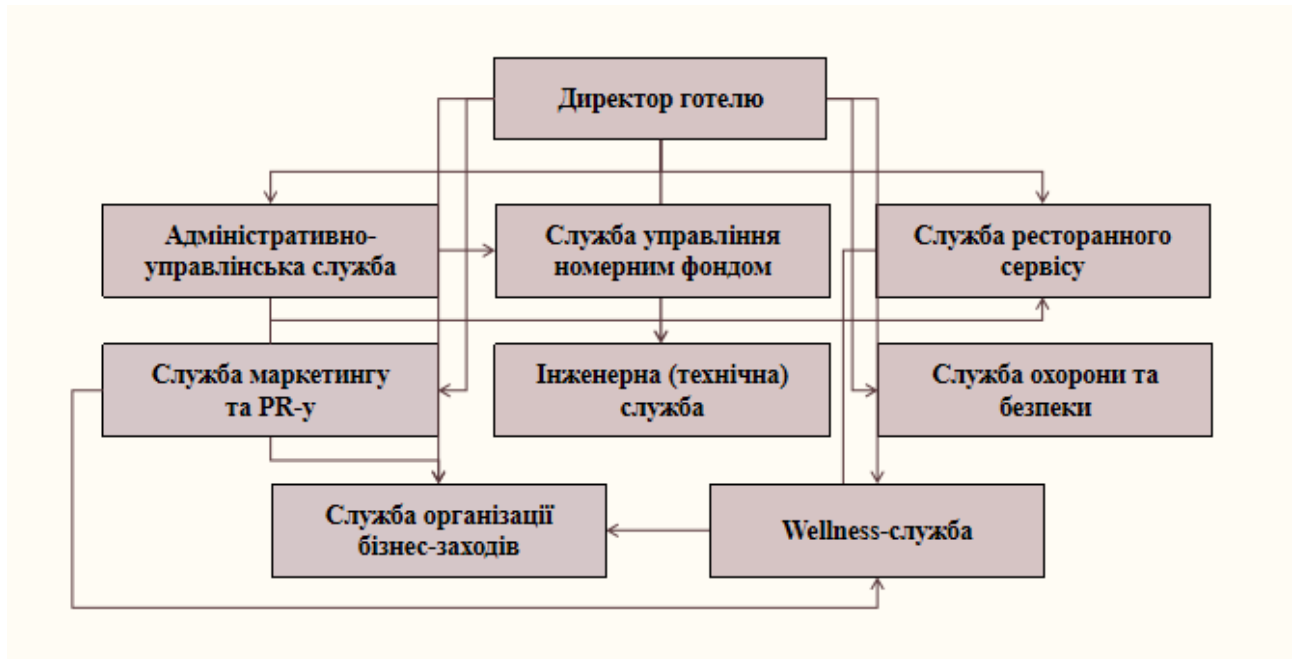 Директор готелю
Адміністративно-
управлінська служба
Служба управління
номерним фондом
Служба ресторанного
сервісу
Служба маркетингу
та PR-у
Інженерна (технічна)
служба
Служба охорони та
безпеки
Служба організації
бізнес-заходів
Wellness-служба